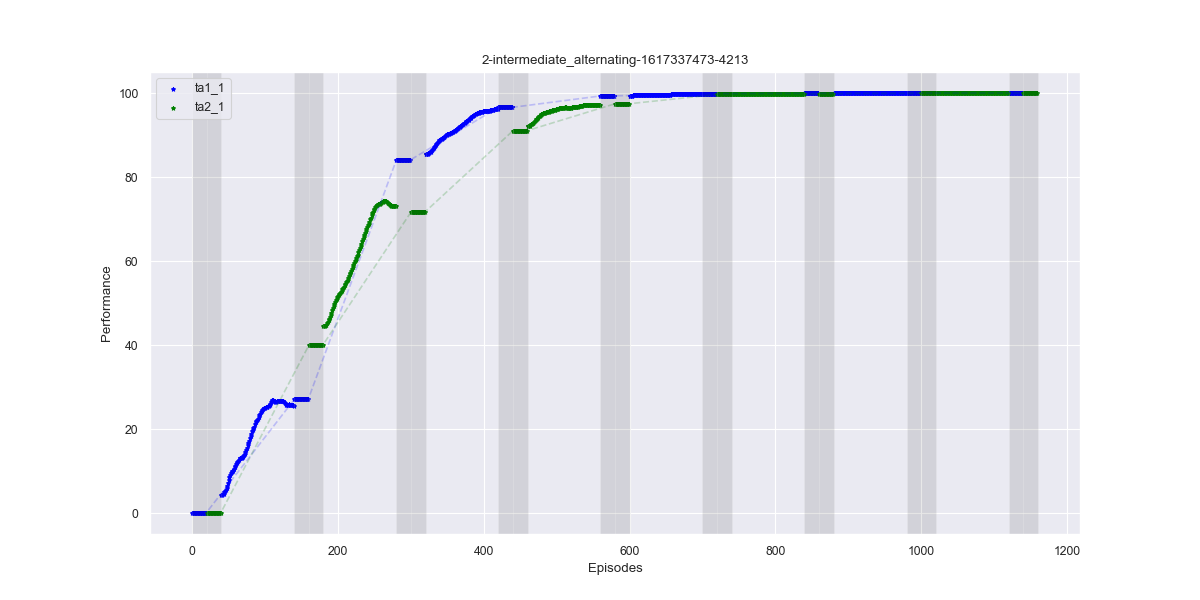 2-intermediate_alternating-1617337473-4213
ta1_1
ta2_1
100
80
60
40
20
0
Performance
0 200 400 600 800 1000 1200
Episodes